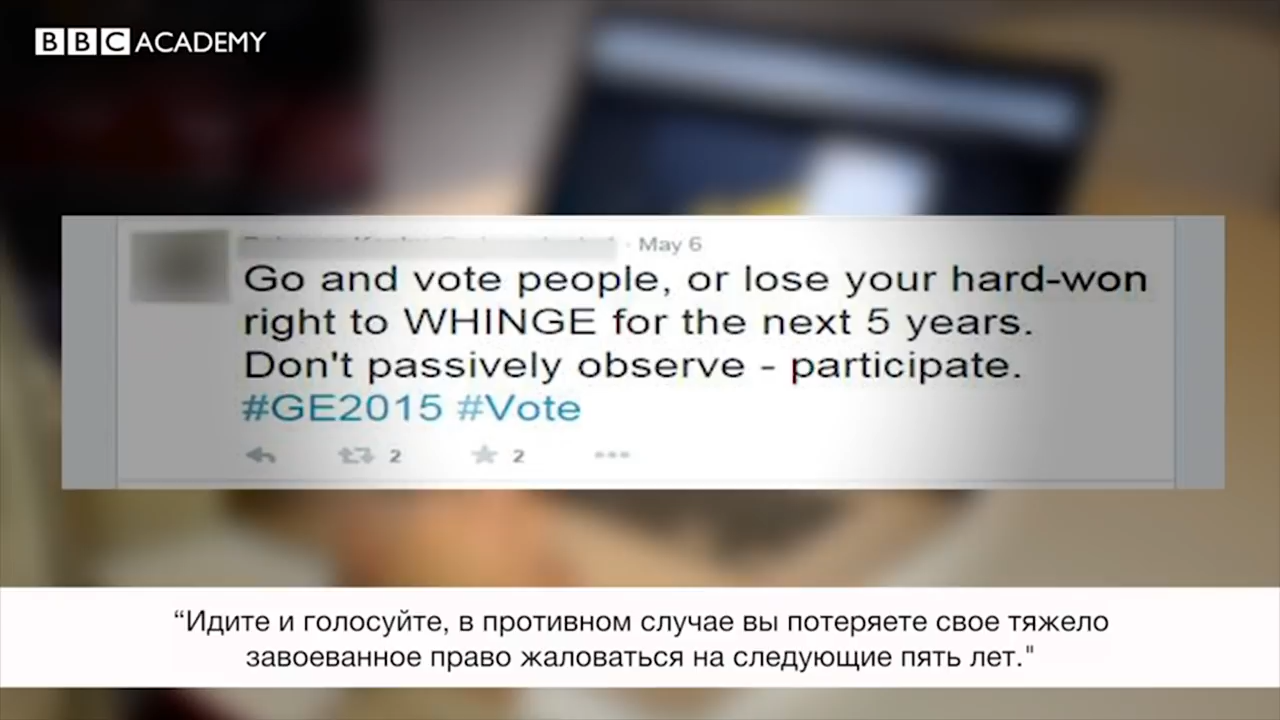 BBC ACADEMY
· May 6
Go and vote people, or lose your hard-won
right to WHINGE for the next 5 years.
Don't passively observe - participate.
#GE2015 #Vote
2 2
“Идите и голосуйте, в противном случае вы потеряете свое тяжело
завоеванное право жаловаться на следующие пять лет."